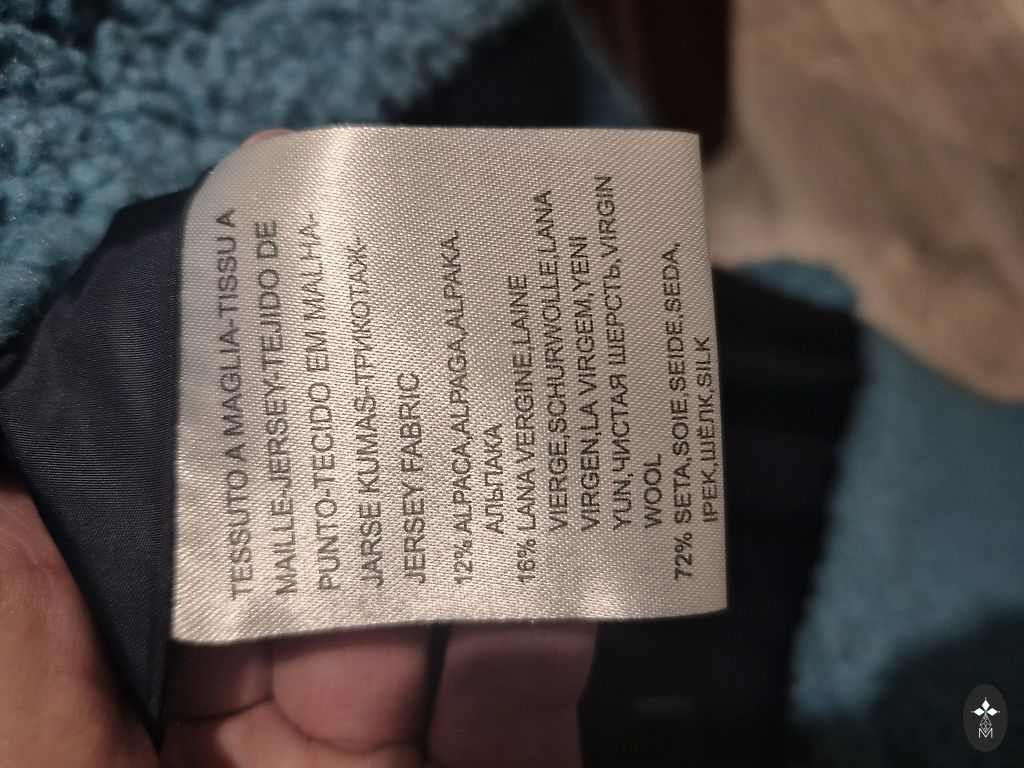 TESSUTO A MAGLIA-TISSU A
MAILLE-JERSEY-TEJIDO DE
PUNTO-TECIDO EM MALHA-
JARSE KUMAS-ТРИКОТАЖ-
JERSEY FABRIC
12% ALPACA,ALPAGA,ALPAKA,
АЛЬПАКА
16% LANA VERGINE,LAINE
VIERGE,SCHURWOLLE,LANA
VIRGEN,LA VIRGEM,YENI
YUN,ЧИСТАЯ ШЕРСТЬ,VIRGIN
WOOL
72% SETA,SOIE,SEIDE,SEDA,
IPEK,ШЁЛК,SILK
M